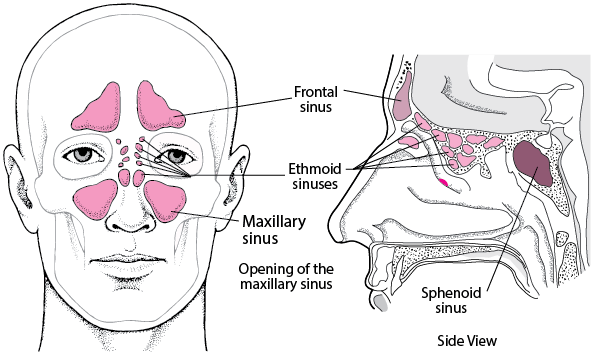 Frontal
sinus
Ethmoid
sinuses
Maxillary
sinus
Opening of the
maxillary sinus
Sphenoid
sinus
Side View